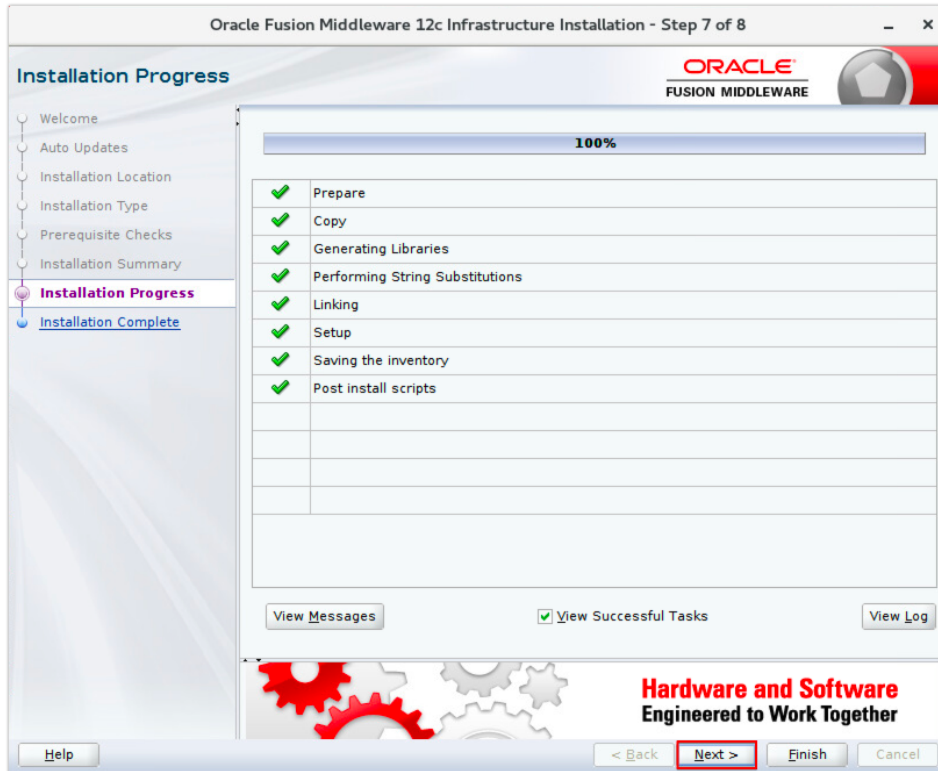 Oracle Fusion Middleware 12c Infrastructure Installation - Step 7 of 8
Installation Progress
ORACLE
FUSION MIDDLEWARE
Welcome
Auto Updates
Installation Location
Installation Type
Prerequisite Checks
Installation Summary
Installation Progress
Installation Complete
100%
Prepare
Copy
Generating Libraries
Performing String Substitutions
Linking
Setup
Saving the inventory
Post install scripts
View Messages
View Successful Tasks
View Log
Hardware and Software
Engineered to Work Together
Help
< Back
Next >
Finish
Cancel